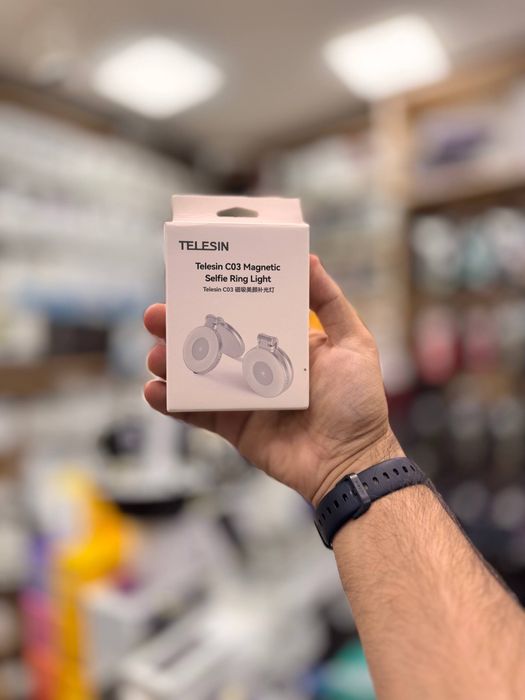 TELESIN
Telesin C03 Magnetic
Selfie Ring Light
Telesin C03 磁吸美颜补光灯